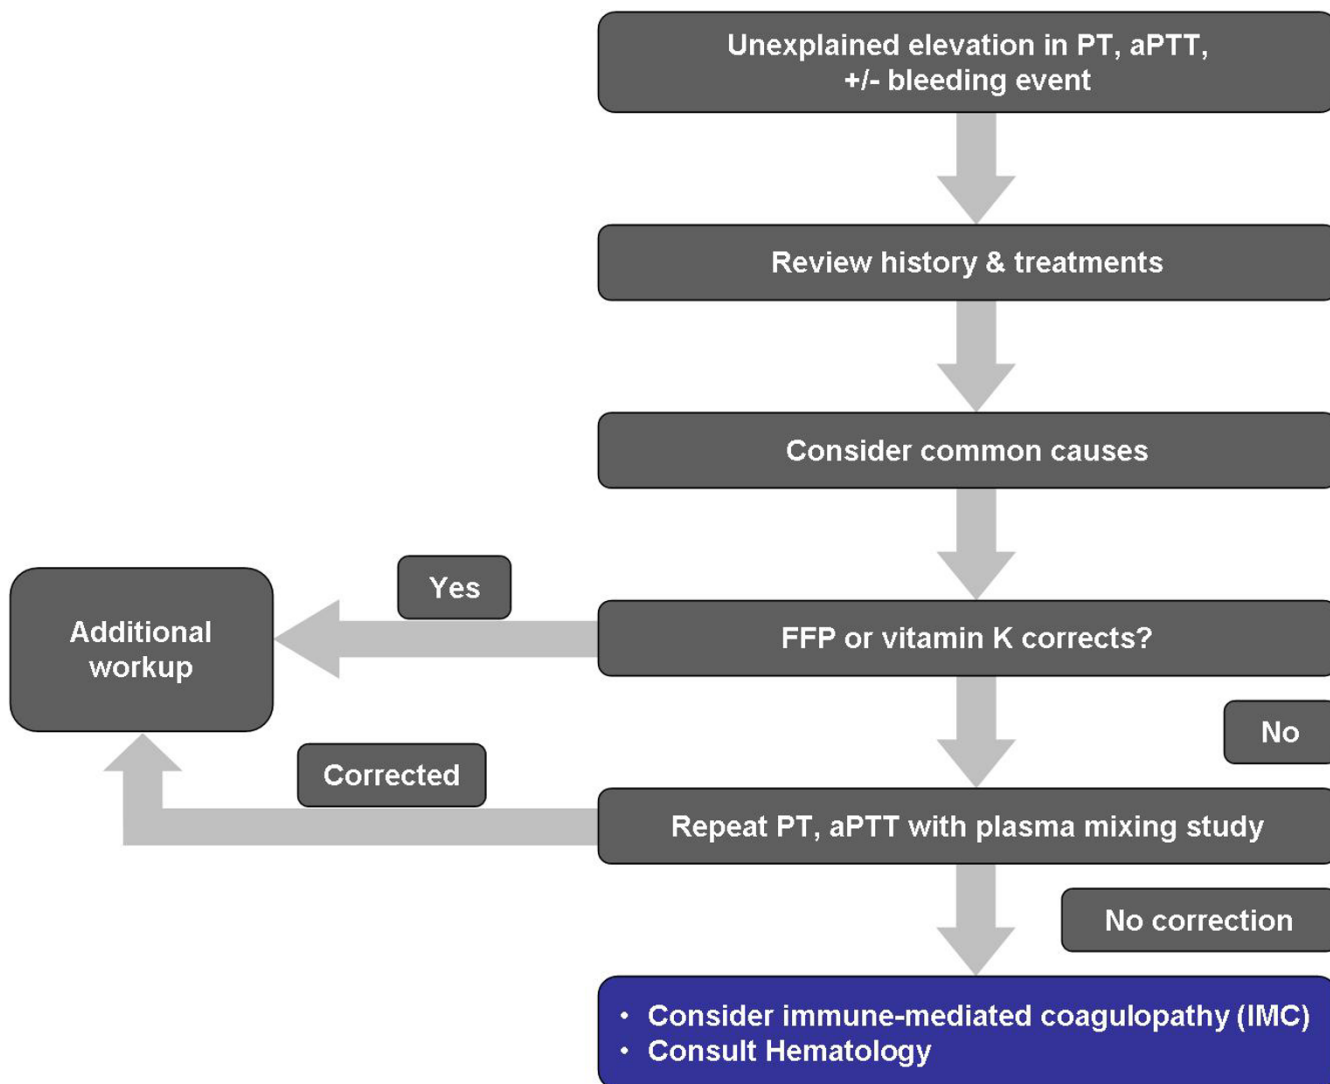 Unexplained elevation in PT, aPTT,
+/- bleeding event
Review history & treatments
Consider common causes
FFP or vitamin K corrects?
Yes
Additional
workup
No
Corrected
Repeat PT, aPTT with plasma mixing study
No correction
• Consider immune-mediated coagulopathy (IMC)
• Consult Hematology